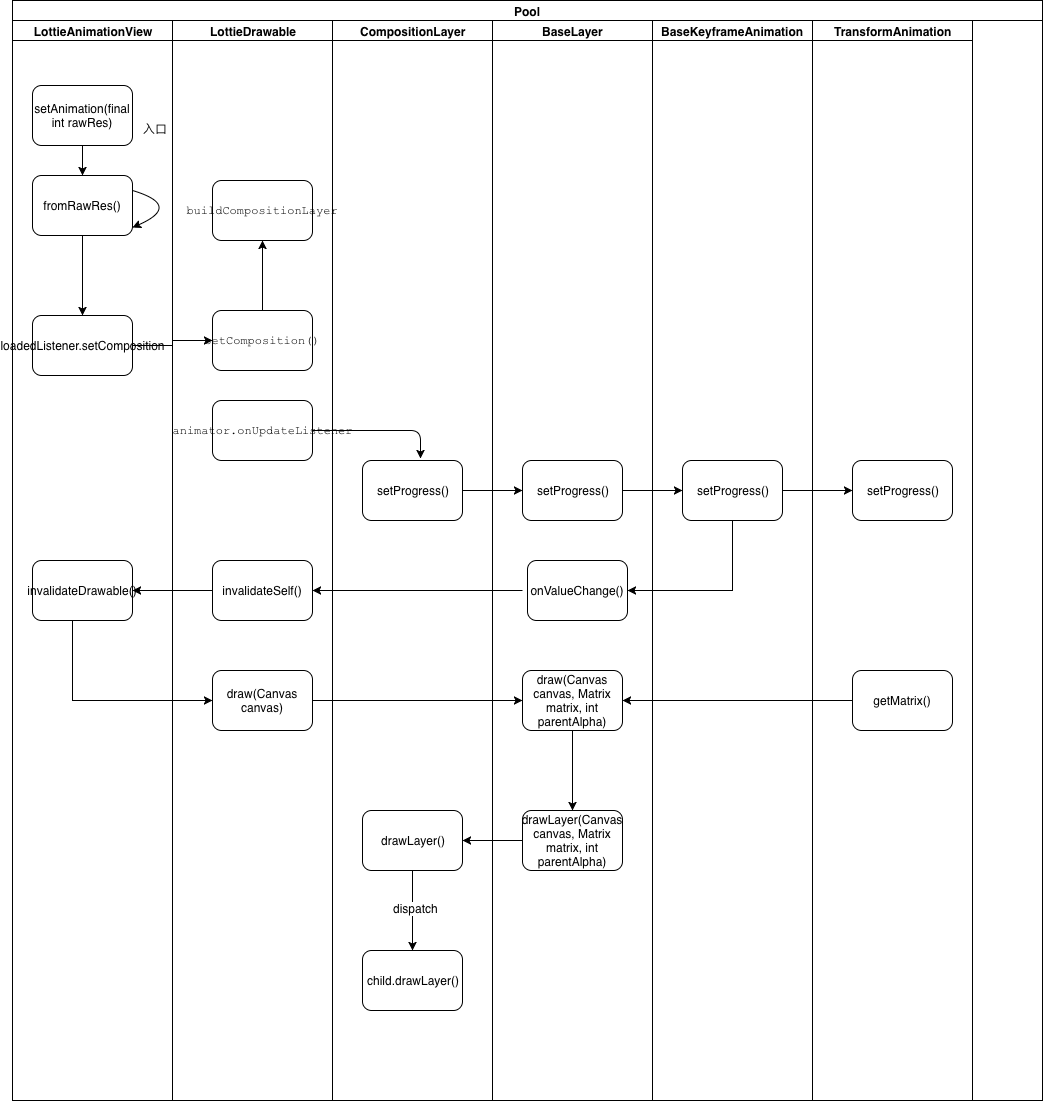 Pool
LottieAnimationView
LottieDrawable
CompositionLayer
BaseLayer
BaseKeyframeAnimation
TransformAnimation
setAnimation(final
int rawRes)
入口
fromRawRes()
buildCompositionLayer
loadedListener.setComposition
setComposition()
animator.onUpdateListener
setProgress()
setProgress()
setProgress()
setProgress()
invalidateDrawable()
invalidateSelf()
onValueChange()
draw(Canvas
canvas)
draw(Canvas
canvas, Matrix
matrix, int
parentAlpha)
getMatrix()
drawLayer()
drawLayer(Canvas
canvas, Matrix
matrix, int
parentAlpha)
dispatch
child.drawLayer()